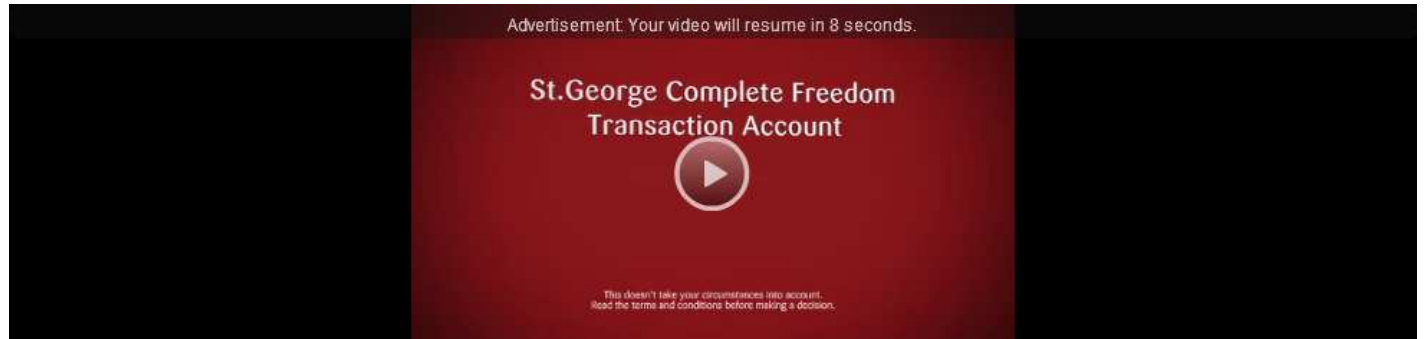 Advertisement: Your video will resume in 8 seconds.
St.George Complete Freedom
Transaction Account
This doesn't take your circumstances into account.
Read the terms and conditions before making a decision.